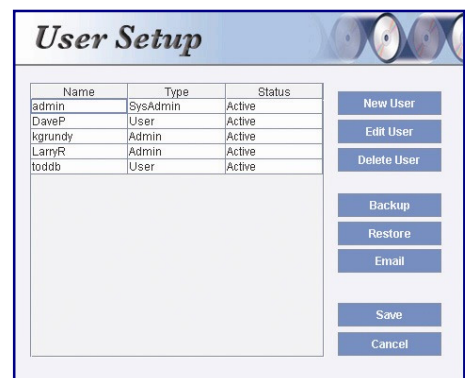 User Setup
Name Type Status
admin SysAdmin Active
DaveP User Active
kgrundy Admin Active
LarryR Admin Active
toddb User Active
New User
Edit User
Delete User
Backup
Restore
Email
Save
Cancel